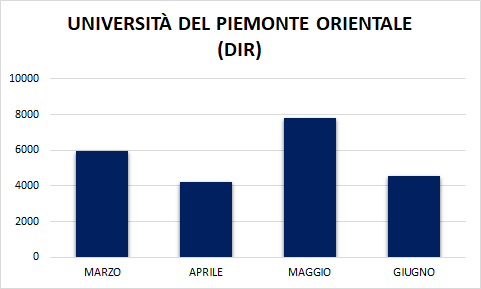 UNIVERSITÀ DEL PIEMONTE ORIENTALE
(DIR)
10000
8000
6000
4000
2000
0
MARZO APRILE MAGGIO GIUGNO